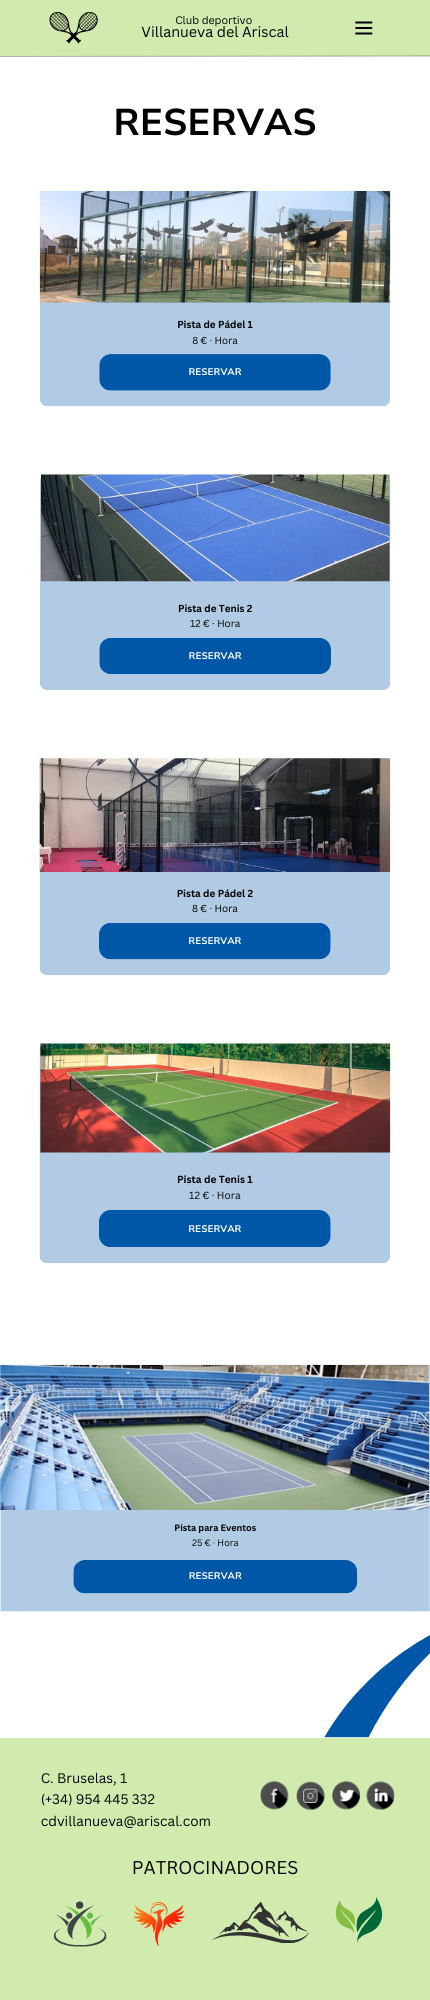 Club deportivo
Villanueva del Ariscal
RESERVAS
Pista de Pádel 1
8 € · Hora
RESERVAR
Pista de Tenis 2
12 € · Hora
RESERVAR
Pista de Pádel 2
8 € · Hora
RESERVAR
Pista de Tenis 1
12 € · Hora
RESERVAR
Pista para Eventos
25 € · Hora
RESERVAR
C. Bruselas, 1
(+34) 954 445 332
cdvillanueva@ariscal.com
PATROCINADORES